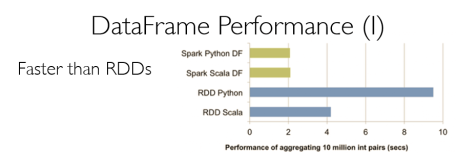 DataFrame Performance (I)
Faster than RDDs
Spark Python DF
Spark Scala DF
RDD Python
RDD Scala
0 2 4 6 8 10
Performance of aggregating 10 million int pairs (secs)